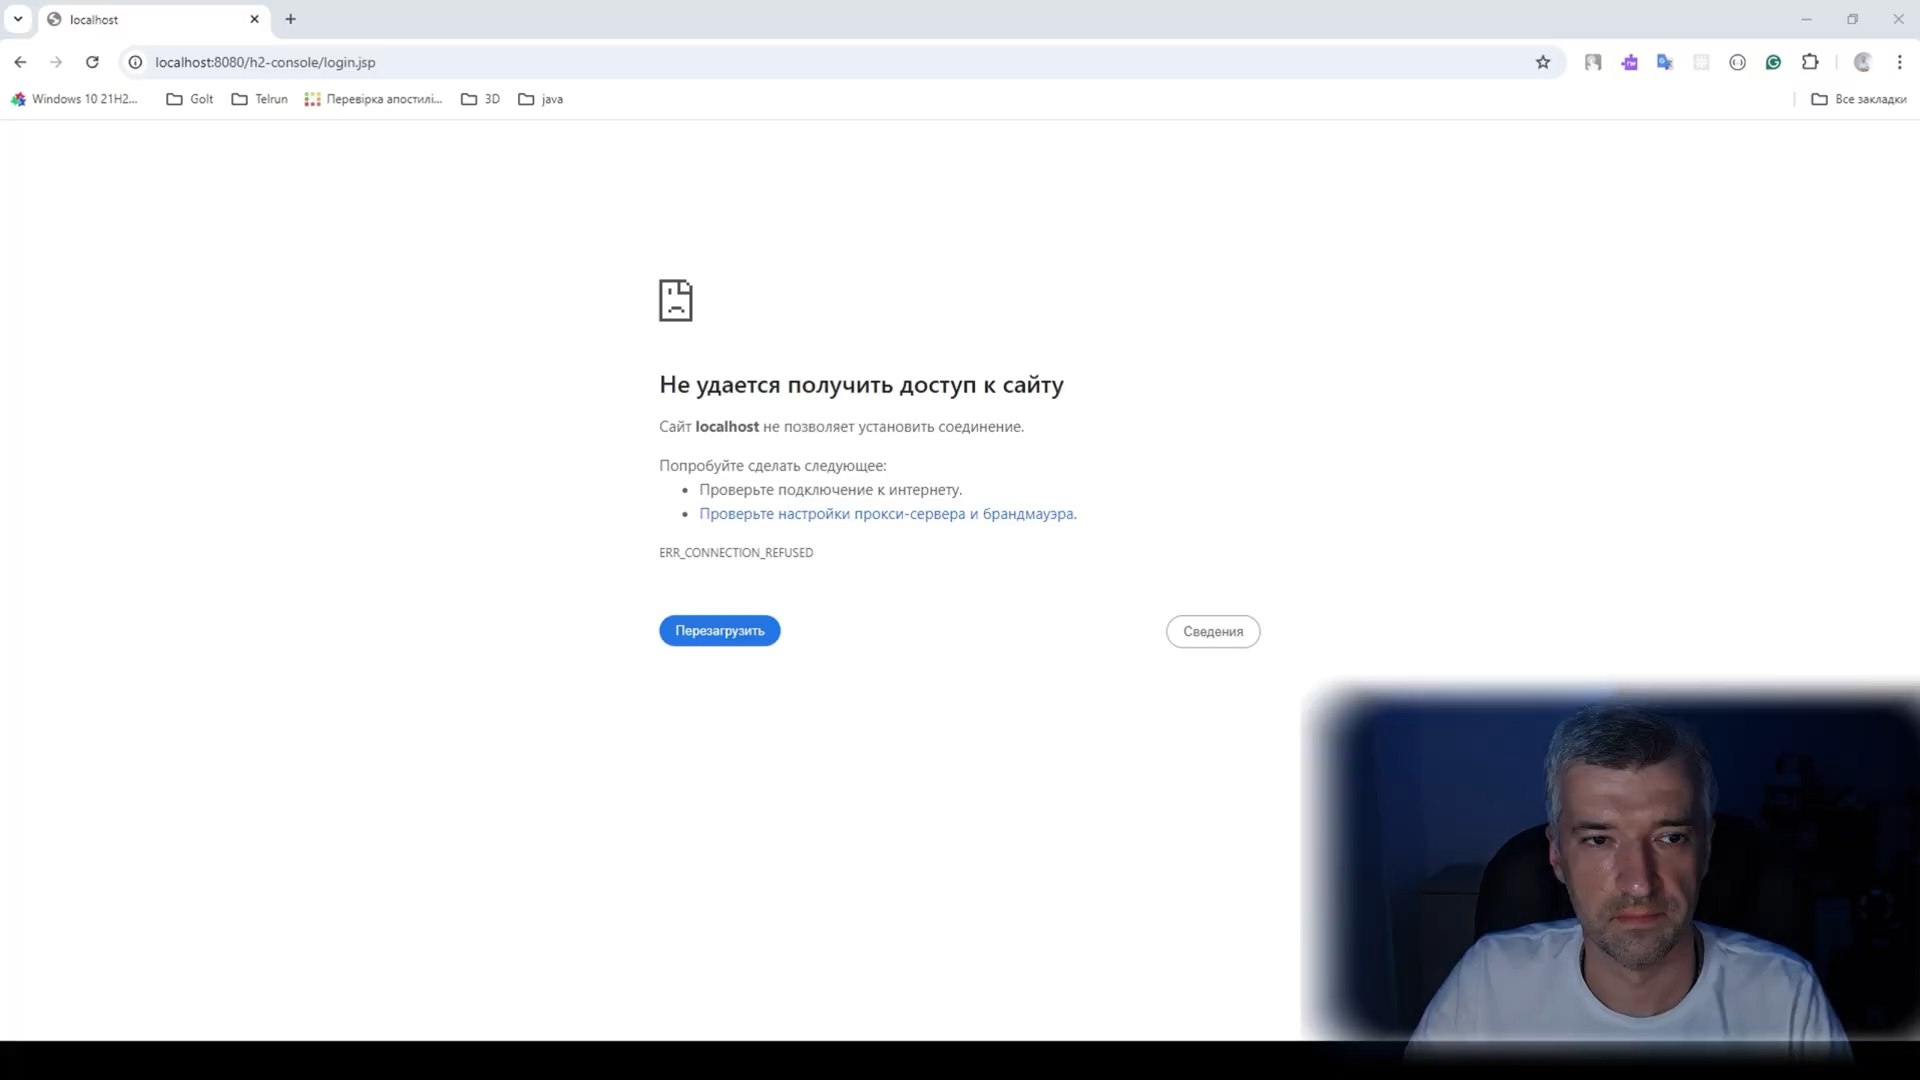 localhost
localhost:8080/h2-console/login.jsp
Windows 10 21H2...
Golt
Telrun
Перевірка апостилі...
3D
java
Все закладки
Не удается получить доступ к сайту
Сайт localhost не позволяет установить соединение.
Попробуйте сделать следующее:
• Проверьте подключение к интернету.
• Проверьте настройки прокси-сервера и брандмауэра.
ERR_CONNECTION_REFUSED
Перезагрузить
Сведения